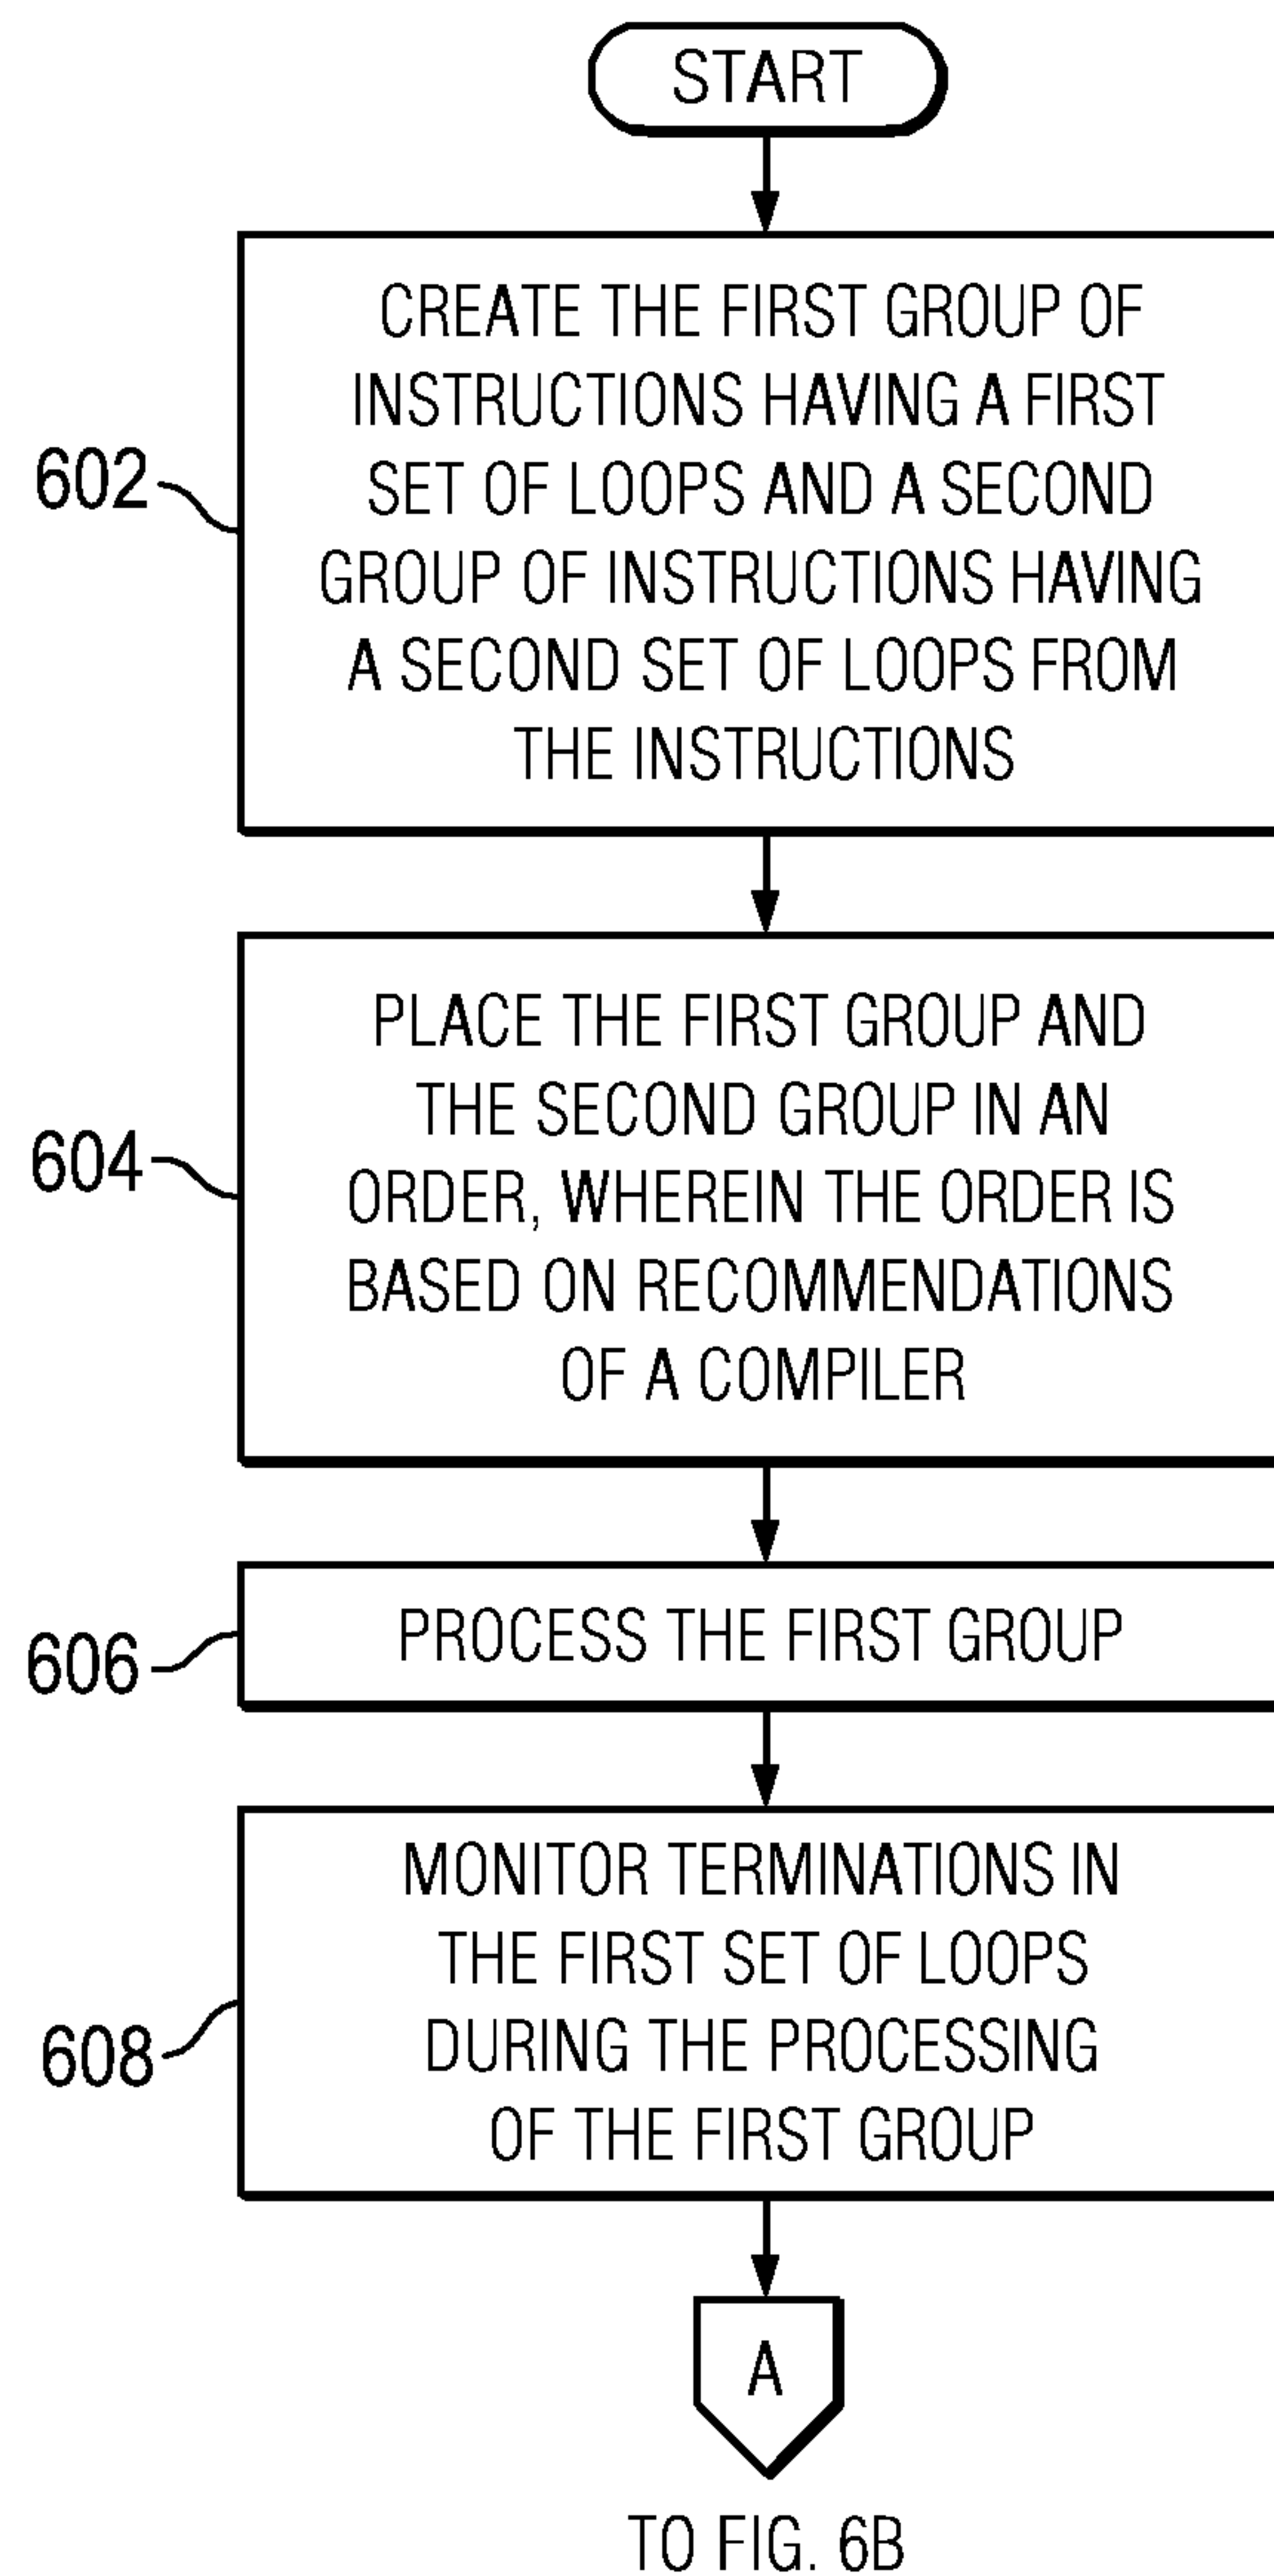 START
CREATE THE FIRST GROUP OF
INSTRUCTIONS HAVING A FIRST
SET OF LOOPS AND A SECOND
GROUP OF INSTRUCTIONS HAVING
A SECOND SET OF LOOPS FROM
THE INSTRUCTIONS
602
PLACE THE FIRST GROUP AND
THE SECOND GROUP IN AN
ORDER, WHEREIN THE ORDER IS
BASED ON RECOMMENDATIONS
OF A COMPILER
604
PROCESS THE FIRST GROUP
606
MONITOR TERMINATIONS IN
THE FIRST SET OF LOOPS
DURING THE PROCESSING
OF THE FIRST GROUP
608
A
TO FIG. 6B